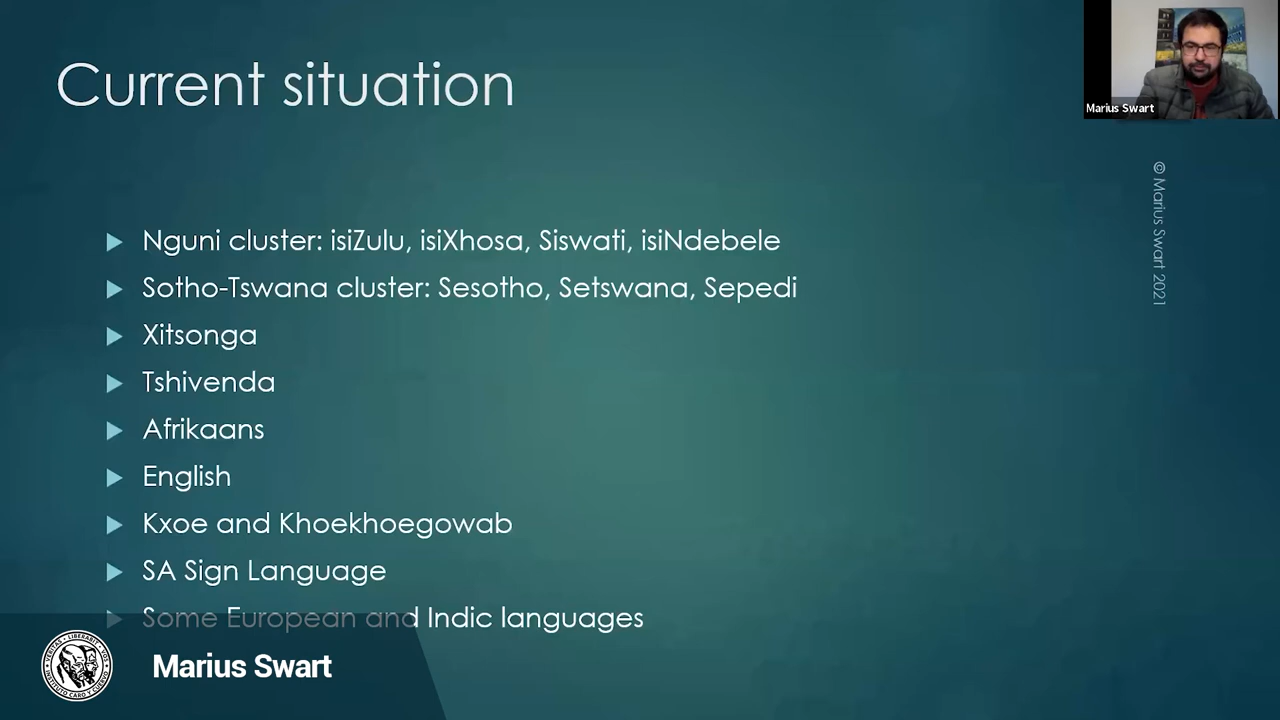 Current situation
Marius Swart
© Marius Swart 2021
Nguni cluster: isiZulu, isiXhosa, Siswati, isiNdebele
Sotho-Tswana cluster: Sesotho, Setswana, Sepedi
Xitsonga
Tshivenda
Afrikaans
English
Kxoe and Khoekhoegowab
SA Sign Language
Some European and Indic languages
Marius Swart